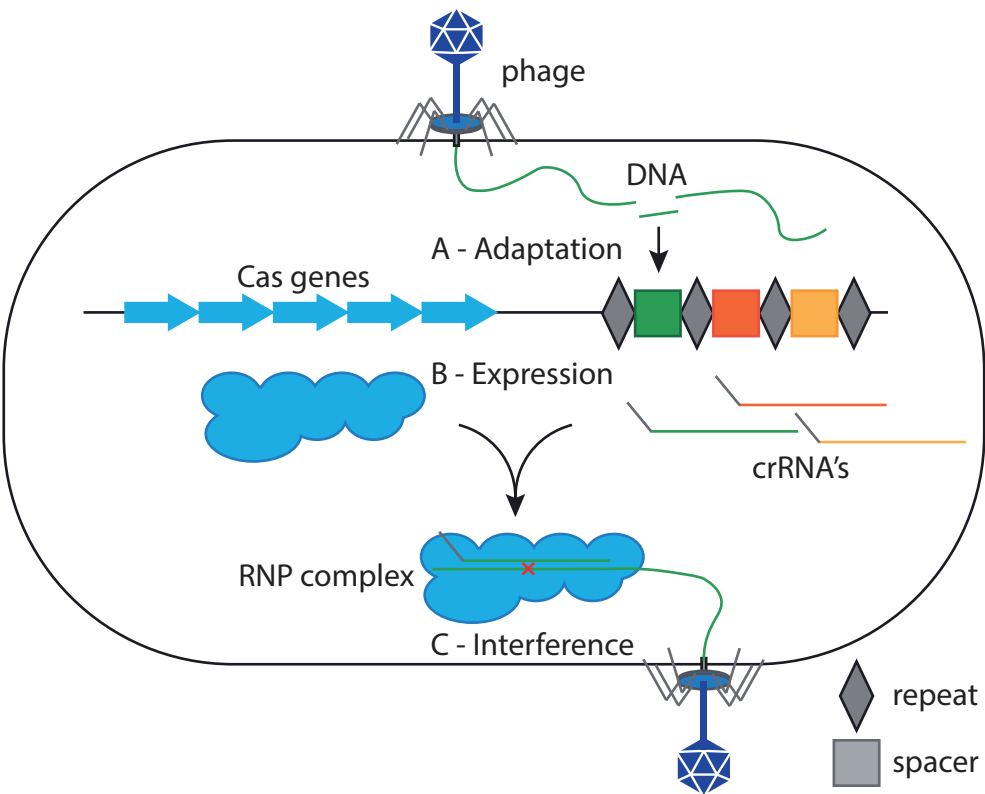 phage
DNA
A - Adaptation
Cas genes
B - Expression
crRNA's
RNP complex
C - Interference
repeat
spacer